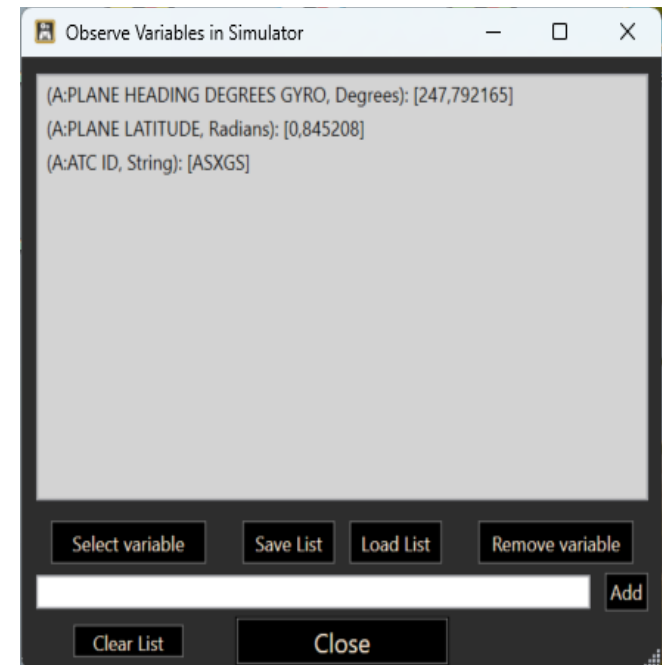 Observe Variables in Simulator
(A:PLANE HEADING DEGREES GYRO, Degrees): [247,792165]
(A:PLANE LATITUDE, Radians): [0,845208]
(A:ATC ID, String): [ASXGS]
Select variable Save List Load List Remove variable
Add
Clear List Close